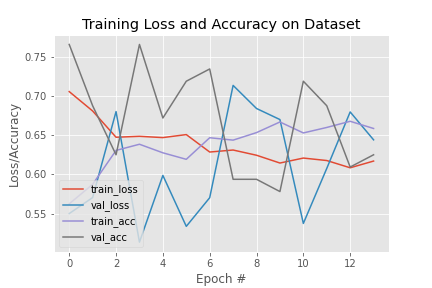 Training Loss and Accuracy on Dataset
Loss/Accuracy
0.75
0.70
0.65
0.60
0.55
train_loss
val_loss
train_acc
val_acc
0 2 4 6 8 10 12
Epoch #